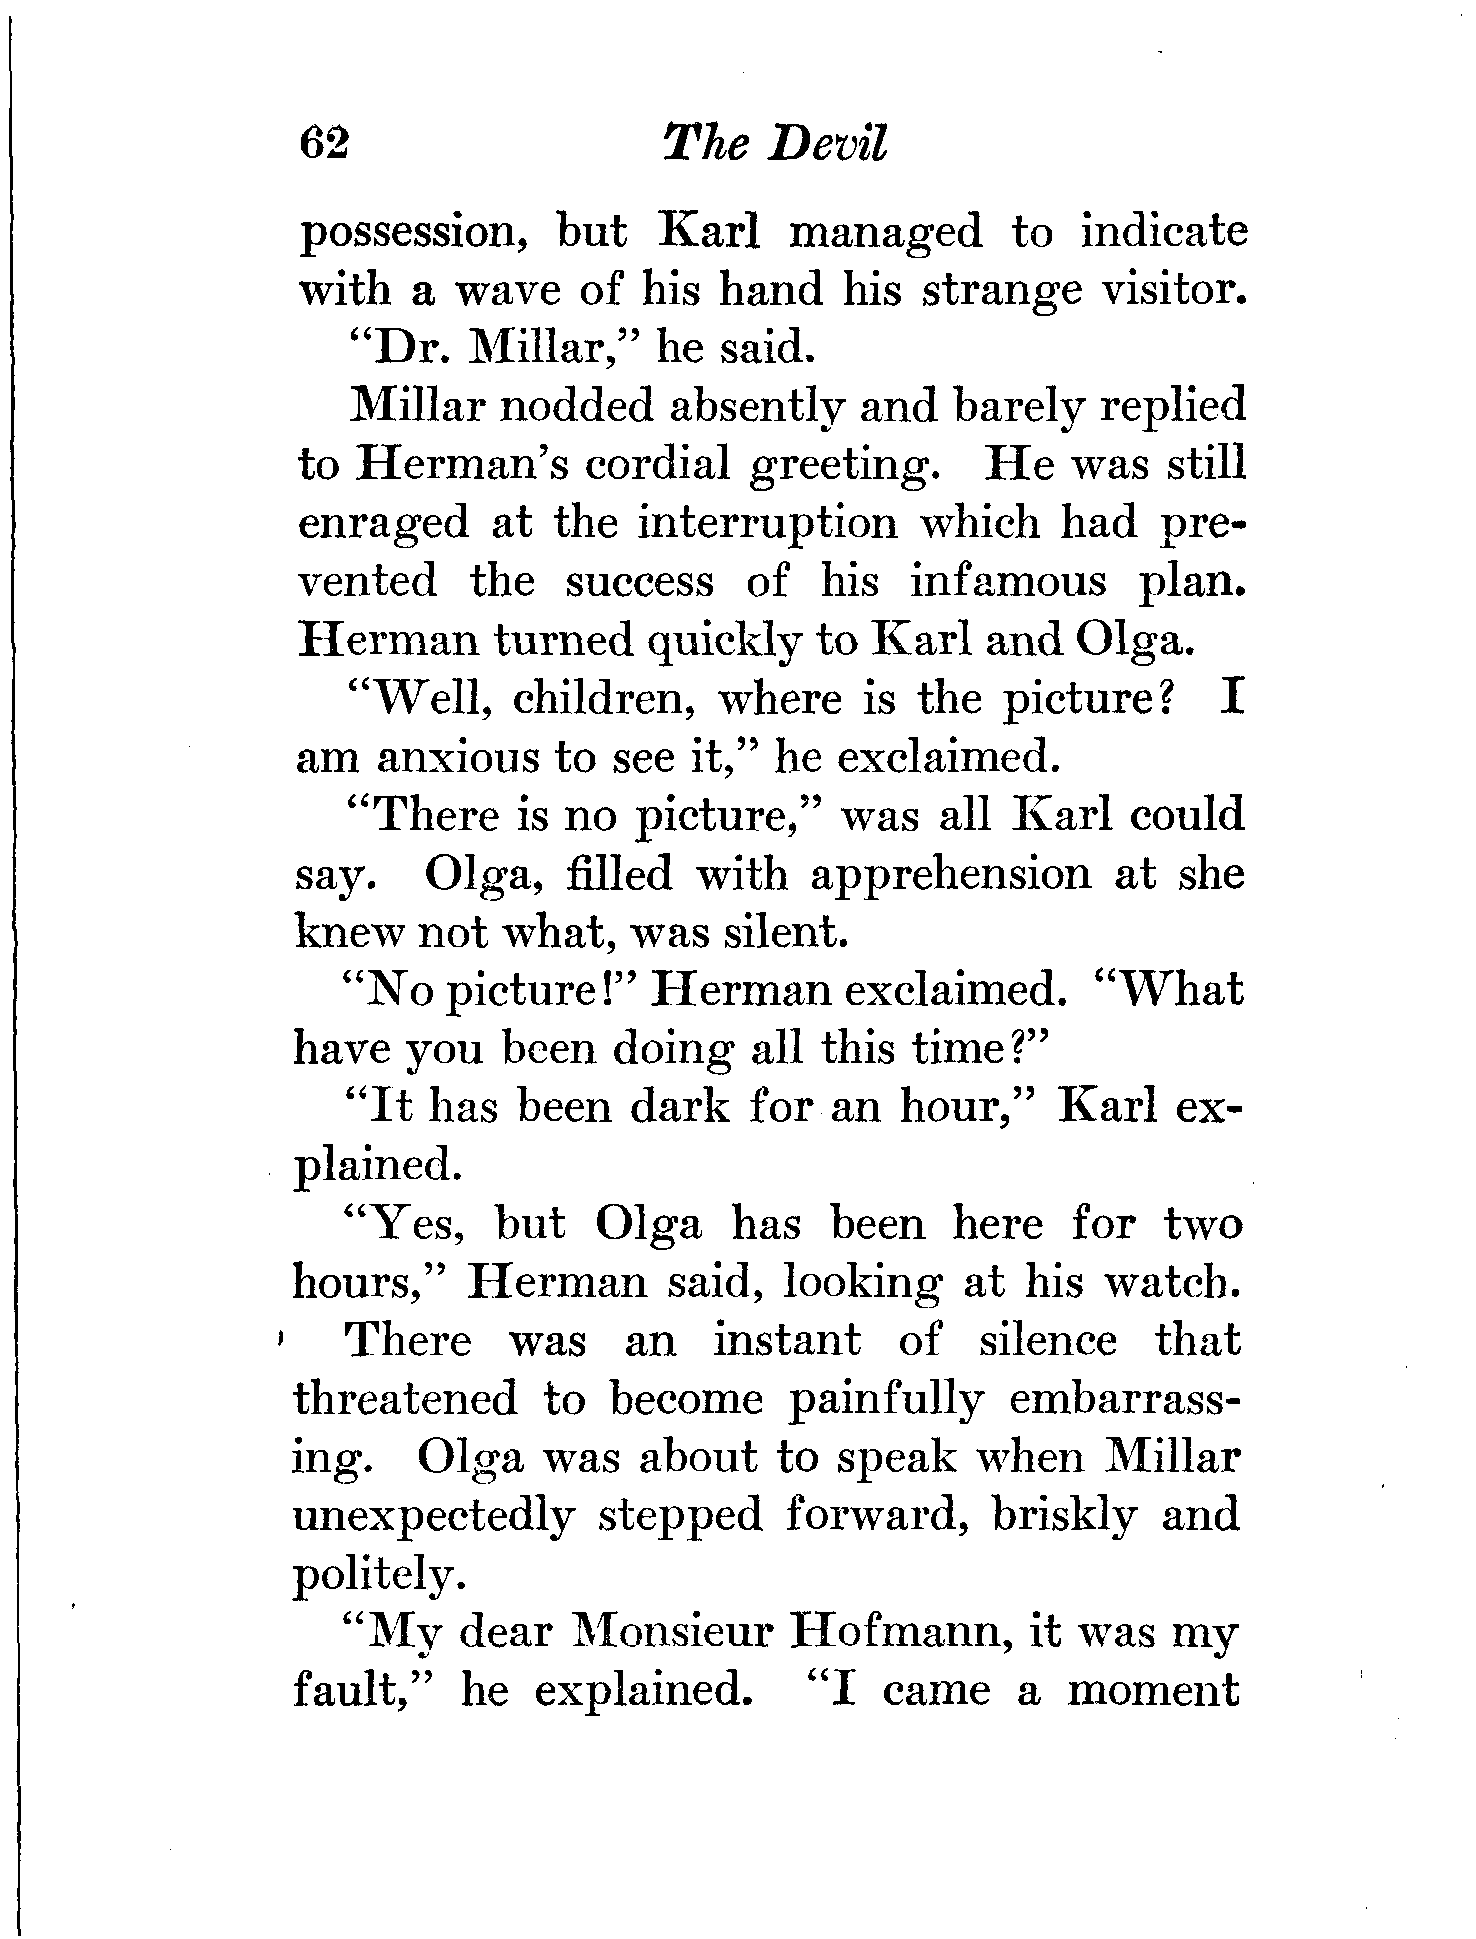 62 The Devil
possession, but Karl managed to indicate
with a wave of his hand his strange visitor.
"Dr. Millar," he said.
Millar nodded absently and barely replied
to Herman's cordial greeting. He was still
enraged at the interruption which had pre-
vented the success of his infamous plan.
Herman turned quickly to Karl and Olga.
"Well, children, where is the picture? I
am anxious to see it," he exclaimed.
"There is no picture," was all Karl could
say. Olga, filled with apprehension at she
knew not what, was silent.
"No picture!" Herman exclaimed. "What
have you been doing all this time?"
"It has been dark for an hour," Karl ex-
plained.
"Yes, but Olga has been here for two
hours," Herman said, looking at his watch.
There was an instant of silence that
threatened to become painfully embarrass-
ing. Olga was about to speak when Millar
unexpectedly stepped forward, briskly and
politely.
"My dear Monsieur Hofmann, it was my
fault," he explained. "I came a moment